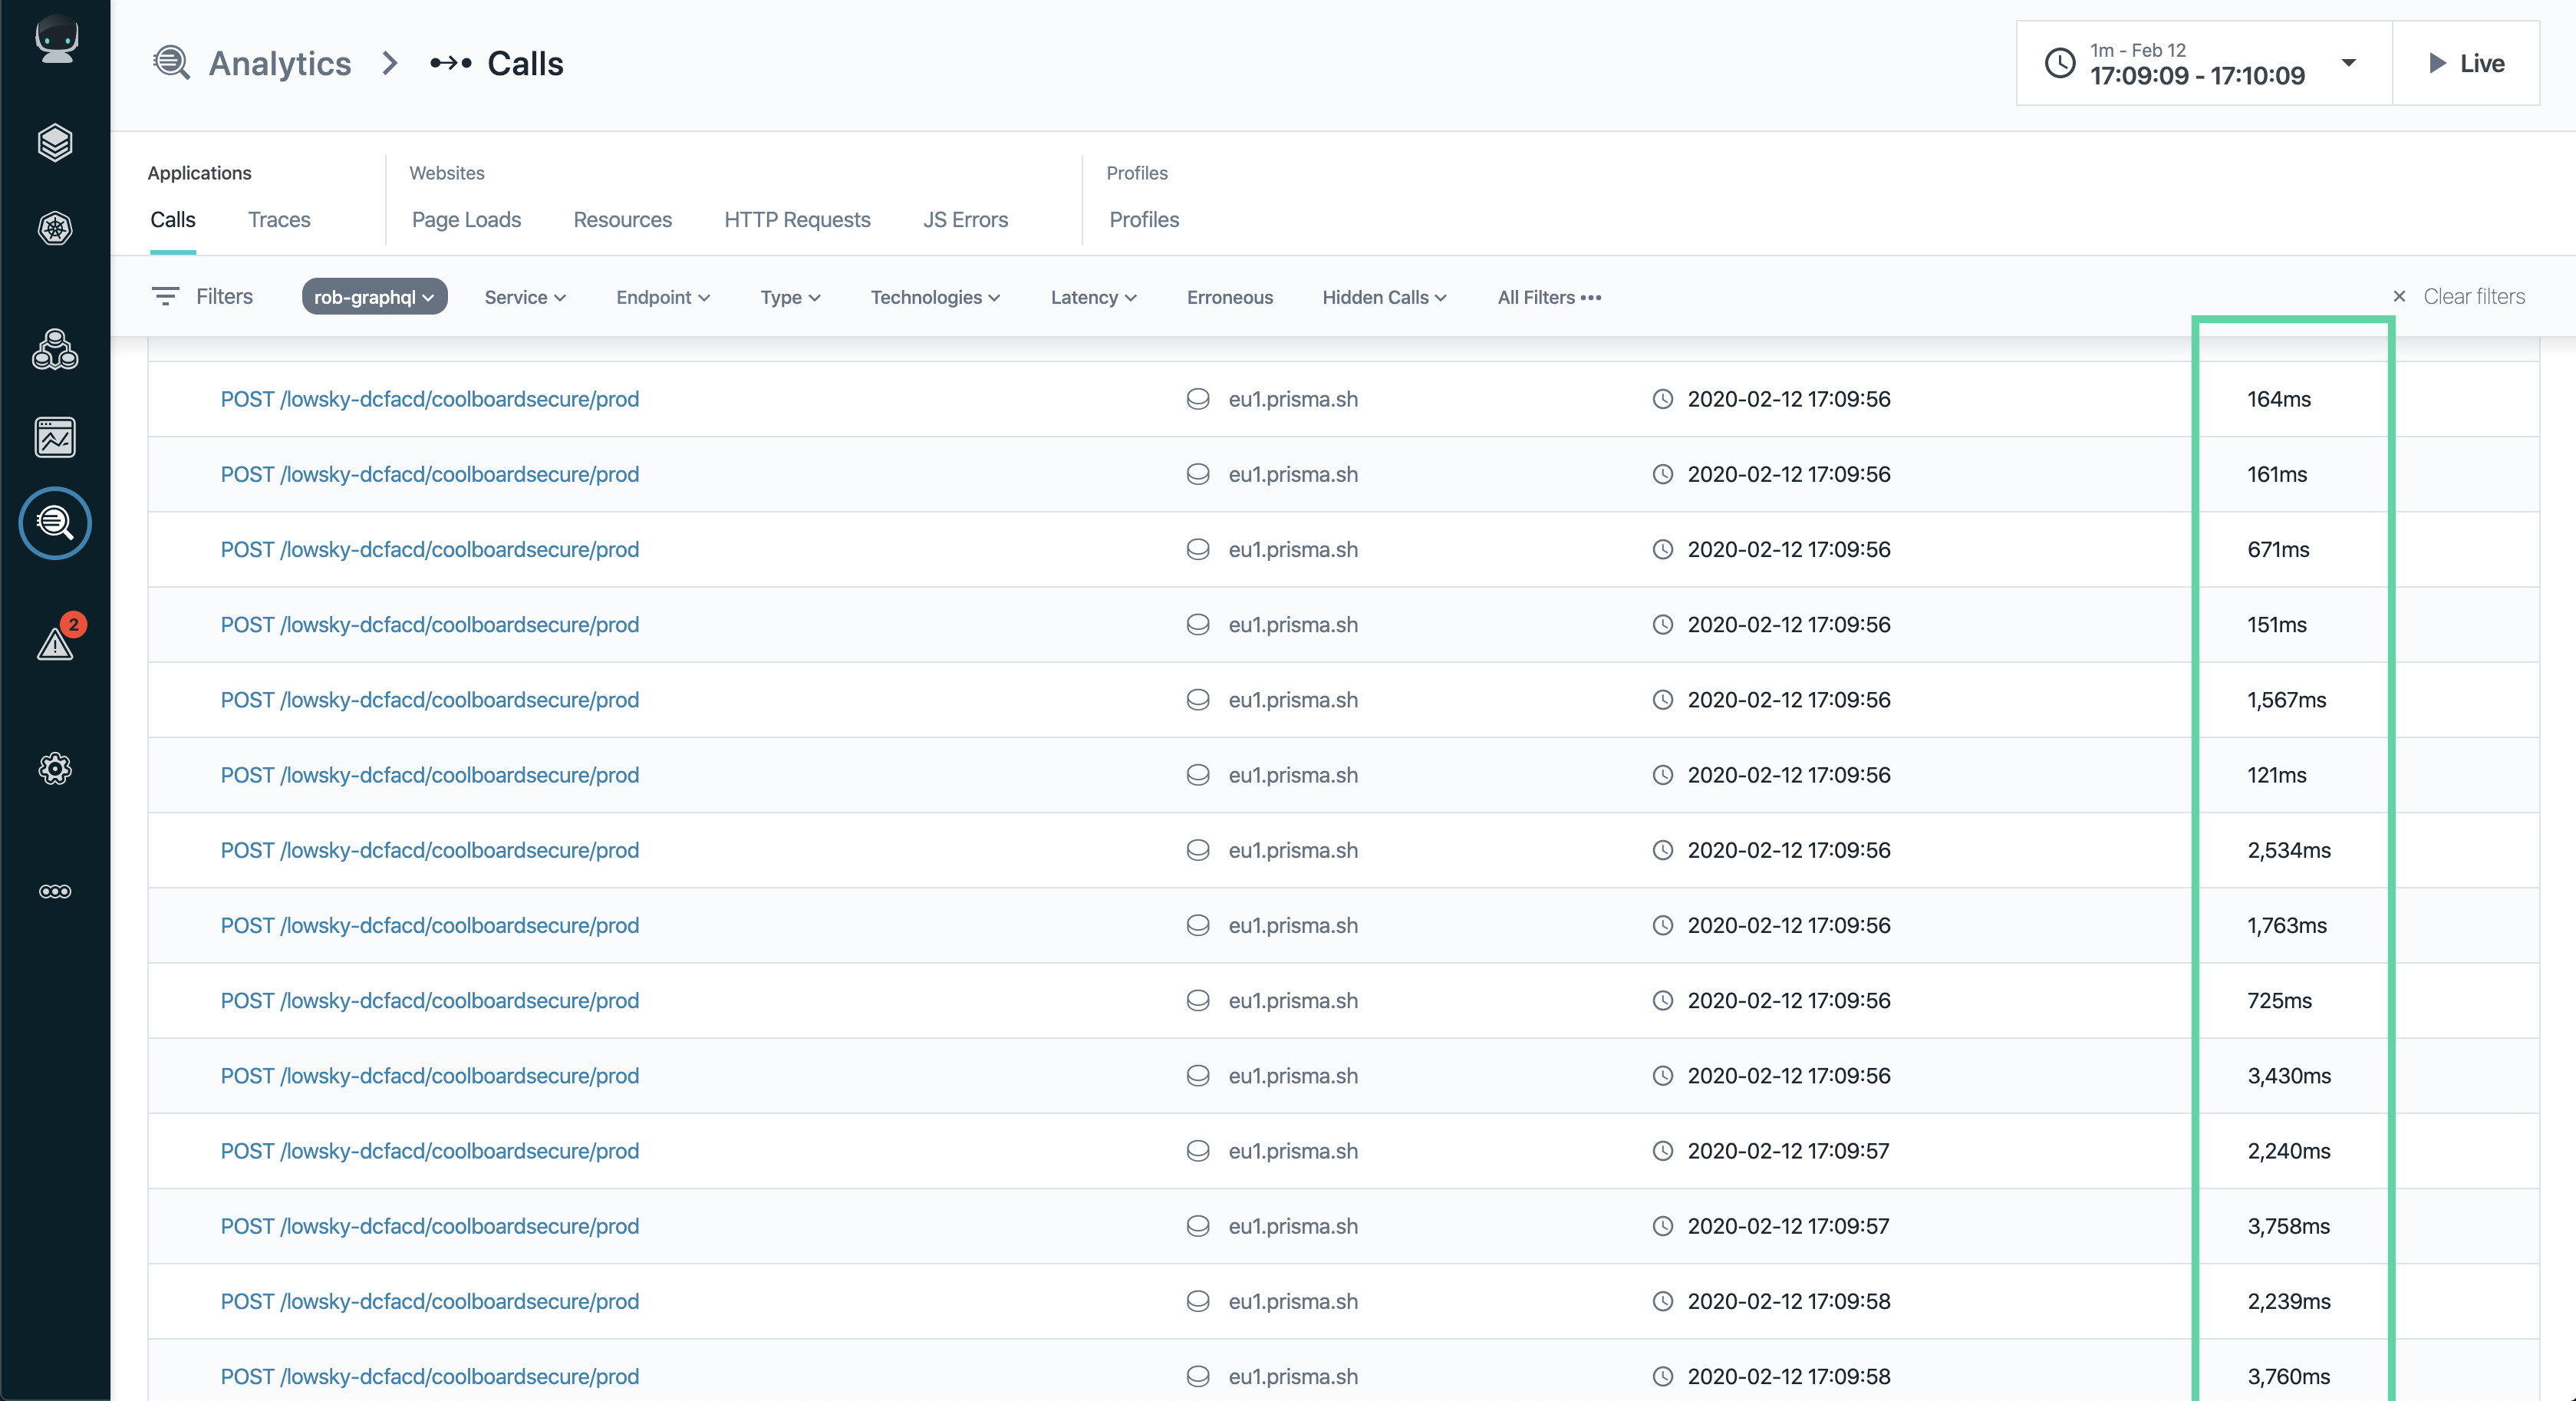 Analytics > Calls
1m - Feb 12
17:09:09 - 17:10:09
Live
Applications Websites Profiles
Calls Traces Page Loads Resources HTTP Requests JS Errors Profiles
Filters rob-graphql Service Endpoint Type Technologies Latency Erroneous Hidden Calls All Filters ••• × Clear filters
POST /lowsky-dcfacd/coolboardsecure/prod eu1.prisma.sh 2020-02-12 17:09:56 164ms
POST /lowsky-dcfacd/coolboardsecure/prod eu1.prisma.sh 2020-02-12 17:09:56 161ms
POST /lowsky-dcfacd/coolboardsecure/prod eu1.prisma.sh 2020-02-12 17:09:56 671ms
2
POST /lowsky-dcfacd/coolboardsecure/prod eu1.prisma.sh 2020-02-12 17:09:56 151ms
POST /lowsky-dcfacd/coolboardsecure/prod eu1.prisma.sh 2020-02-12 17:09:56 1,567ms
POST /lowsky-dcfacd/coolboardsecure/prod eu1.prisma.sh 2020-02-12 17:09:56 121ms
POST /lowsky-dcfacd/coolboardsecure/prod eu1.prisma.sh 2020-02-12 17:09:56 2,534ms
POST /lowsky-dcfacd/coolboardsecure/prod eu1.prisma.sh 2020-02-12 17:09:56 1,763ms
POST /lowsky-dcfacd/coolboardsecure/prod eu1.prisma.sh 2020-02-12 17:09:56 725ms
POST /lowsky-dcfacd/coolboardsecure/prod eu1.prisma.sh 2020-02-12 17:09:56 3,430ms
POST /lowsky-dcfacd/coolboardsecure/prod eu1.prisma.sh 2020-02-12 17:09:57 2,240ms
POST /lowsky-dcfacd/coolboardsecure/prod eu1.prisma.sh 2020-02-12 17:09:57 3,758ms
POST /lowsky-dcfacd/coolboardsecure/prod eu1.prisma.sh 2020-02-12 17:09:58 2,239ms
POST /lowsky-dcfacd/coolboardsecure/prod eu1.prisma.sh 2020-02-12 17:09:58 3,760ms